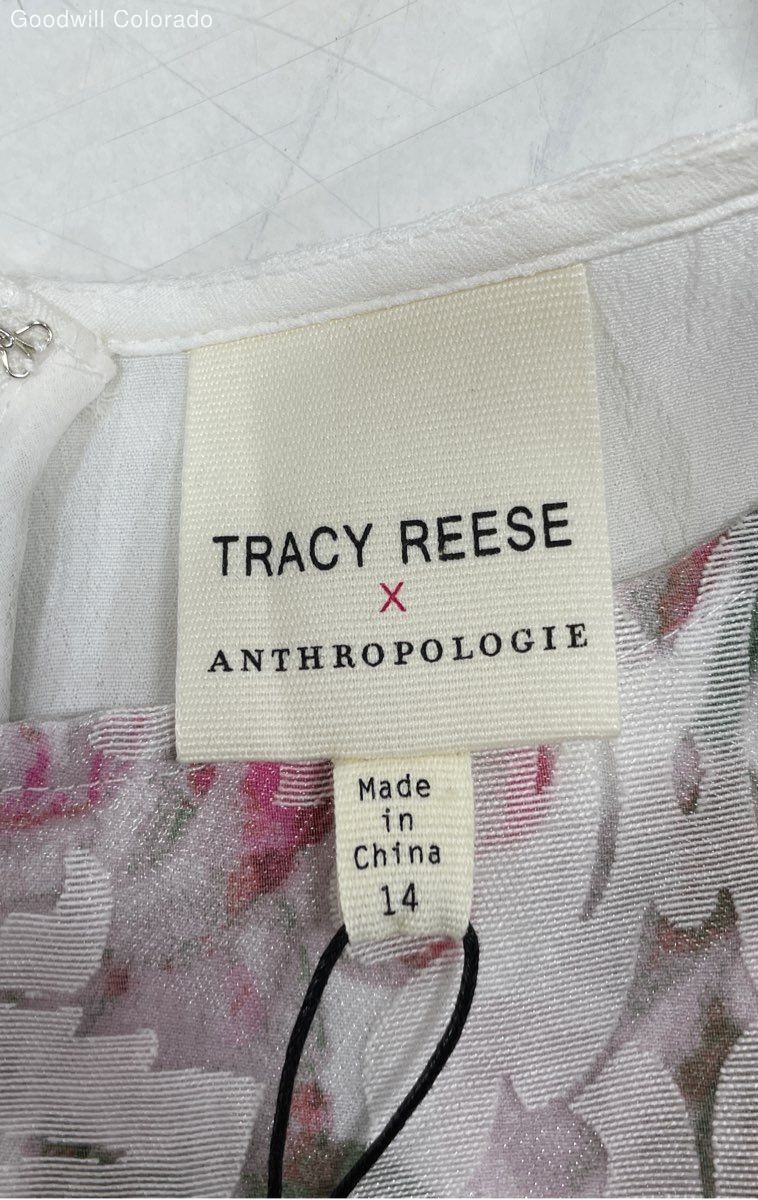 Goodwill Colorado
TRACY REESE
X
ANTHROPOLOGIE
Made
in
China
14